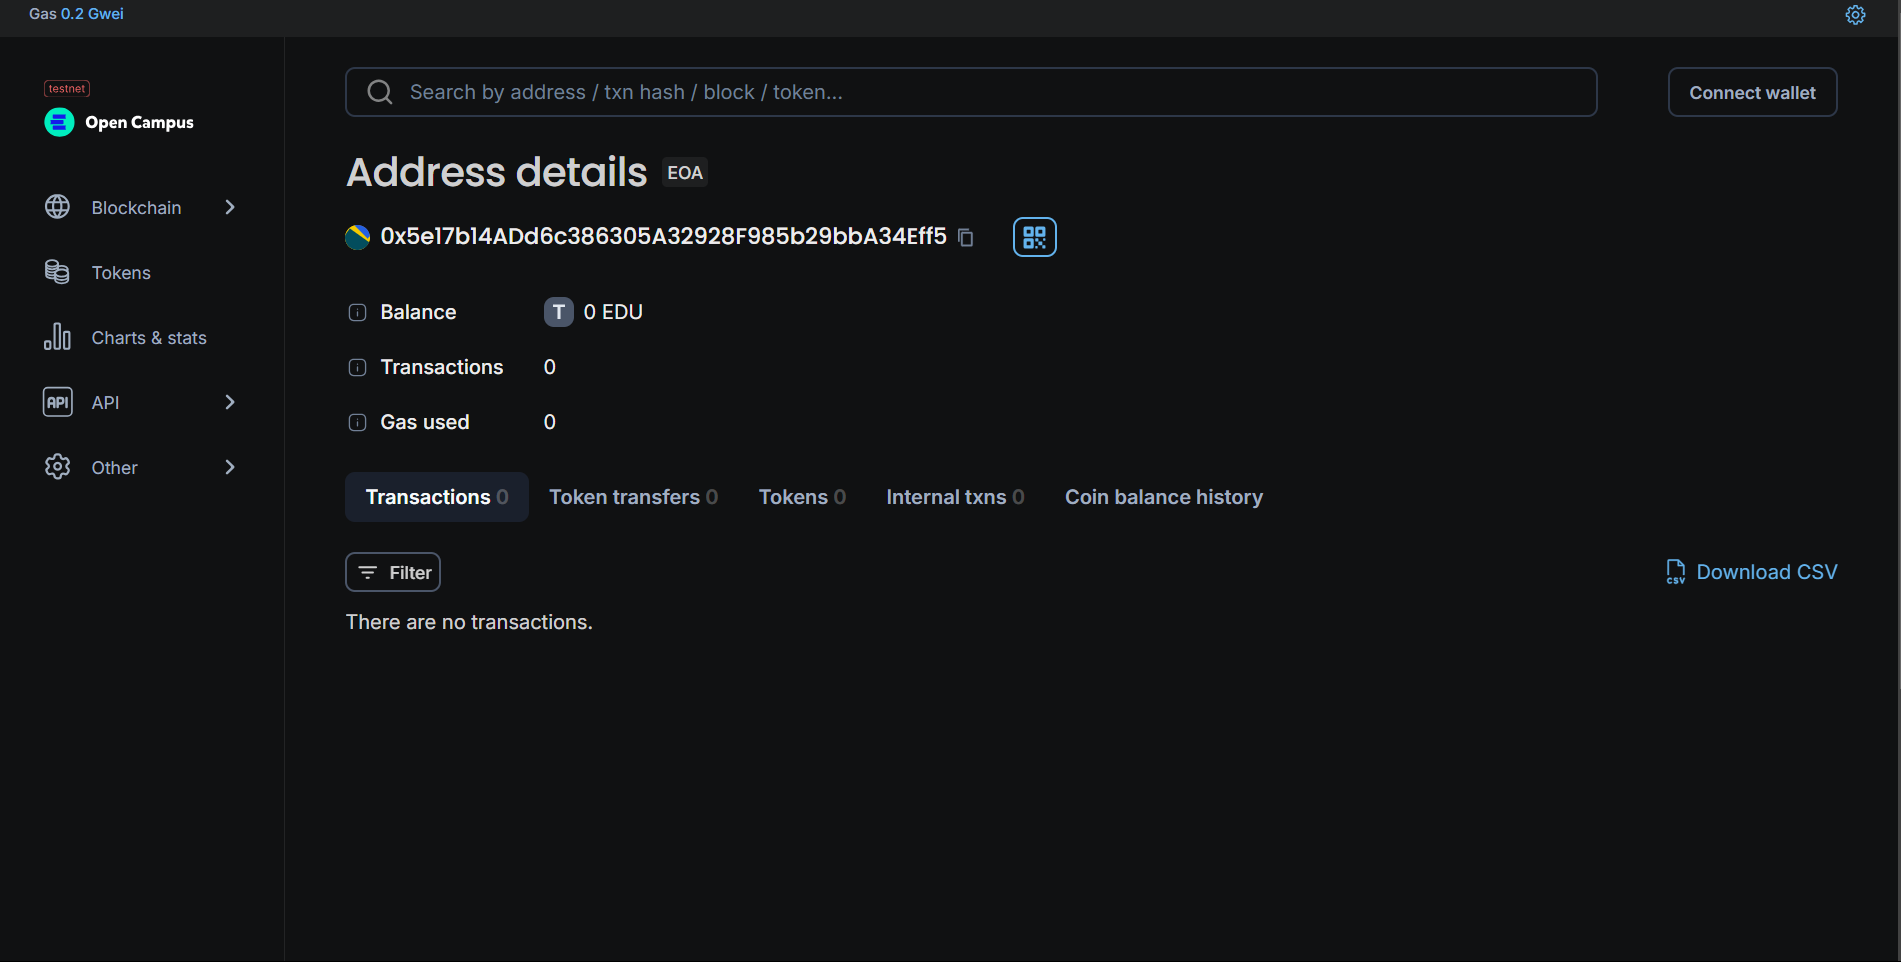 Gas 0.2 Gwei
testnet
Open Campus
Blockchain
Tokens
Charts & stats
API API
Other
Search by address / txn hash / block / token...
Connect wallet
Address details EOA
0x5e17b14ADd6c386305A32928F985b29bbA34Eff5
Balance T 0 EDU
Transactions 0
Gas used 0
Transactions 0 Token transfers 0 Tokens 0 Internal txns 0 Coin balance history
Filter
CSV Download CSV
There are no transactions.